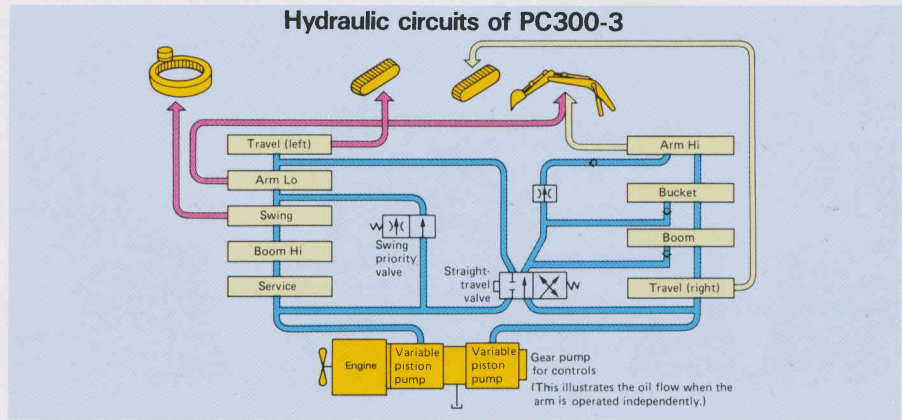 Hydraulic circuits of PC300-3
Travel (left)
Arm Lo
Swing
Boom Hi
Service
Swing
priority
valve
Straight-
travel
valve
Arm Hi
Bucket
Boom
Travel (right)
Engine
Variable
pistion
pump
Variable
piston
pump
Gear pump
for controls
(This illustrates the oil flow when the
arm is operated independently.)